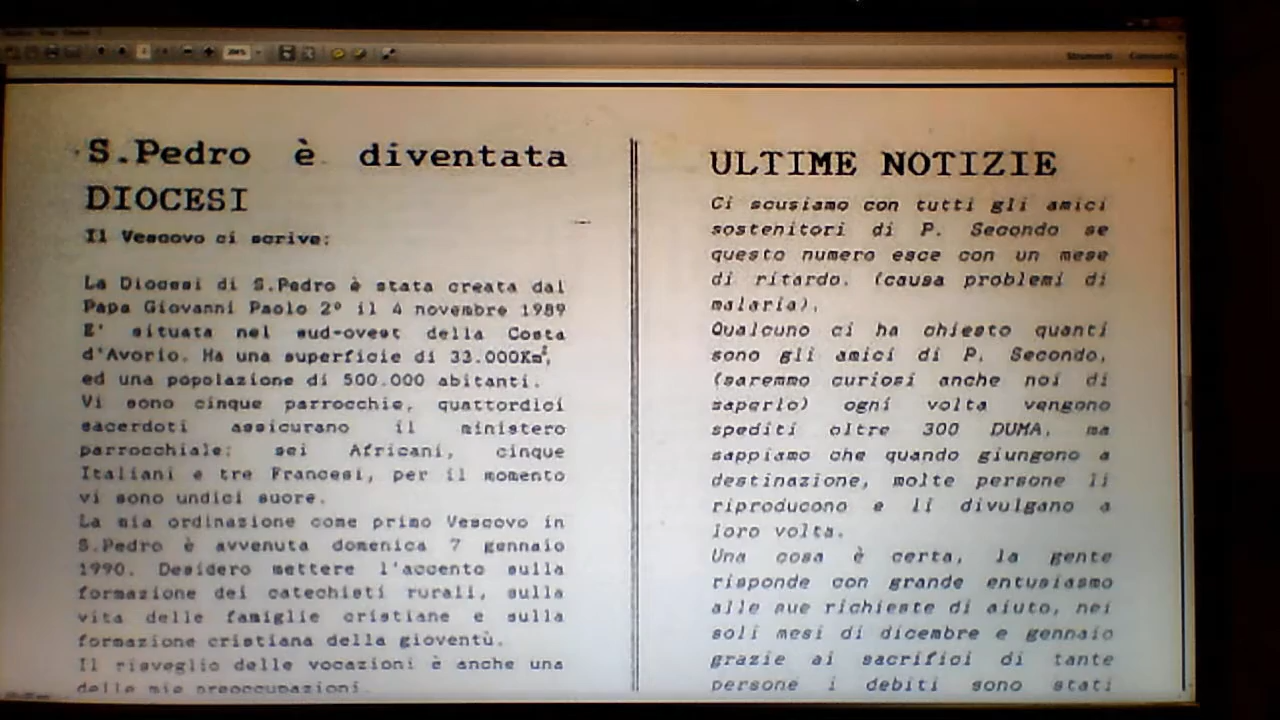 Strumenti Commento
S.Pedro è diventata
DIOCESI
Il Vescovo ci scrive:
La Diocesi di S.Pedro è stata creata dal
Papa Giovanni Paolo 2° il 4 novembre 1989
E' situata nel sud-ovest della Costa
d'Avorio. Ha una superficie di 33.000Km²,
ed una popolazione di 500.000 abitanti.
Vi sono cinque parrocchie, quattordici
sacerdoti assicurano il ministero
parrocchiale: sei Africani, cinque
Italiani e tre Francesi, per il momento
vi sono undici suore.
La mia ordinazione come primo Vescovo in
S.Pedro è avvenuta domenica 7 gennaio
1990. Desidero mettere l'accento sulla
formazione dei catechisti rurali, sulla
vita delle famiglie cristiane e sulla
formazione cristiana della gioventù.
Il risveglio delle vocazioni è anche una
delle mie preoccupazioni.
ULTIME NOTIZIE
Ci scusiamo con tutti gli amici
sostenitori di P. Secondo se
questo numero esce con un mese
di ritardo. (causa problemi di
malaria).
Qualcuno ci ha chiesto quanti
sono gli amici di P. Secondo,
(saremmo curiosi anche noi di
saperlo) ogni volta vengono
spediti oltre 300 DUMA, ma
sappiamo che quando giungono a
destinazione, molte persone li
riproducono e li divulgano a
loro volta.
Una cosa è certa, la gente
risponde con grande entusiasmo
alle sue richieste di aiuto, nei
soli mesi di dicembre e gennaio
grazie ai sacrifici di tante
persone i debiti sono stati